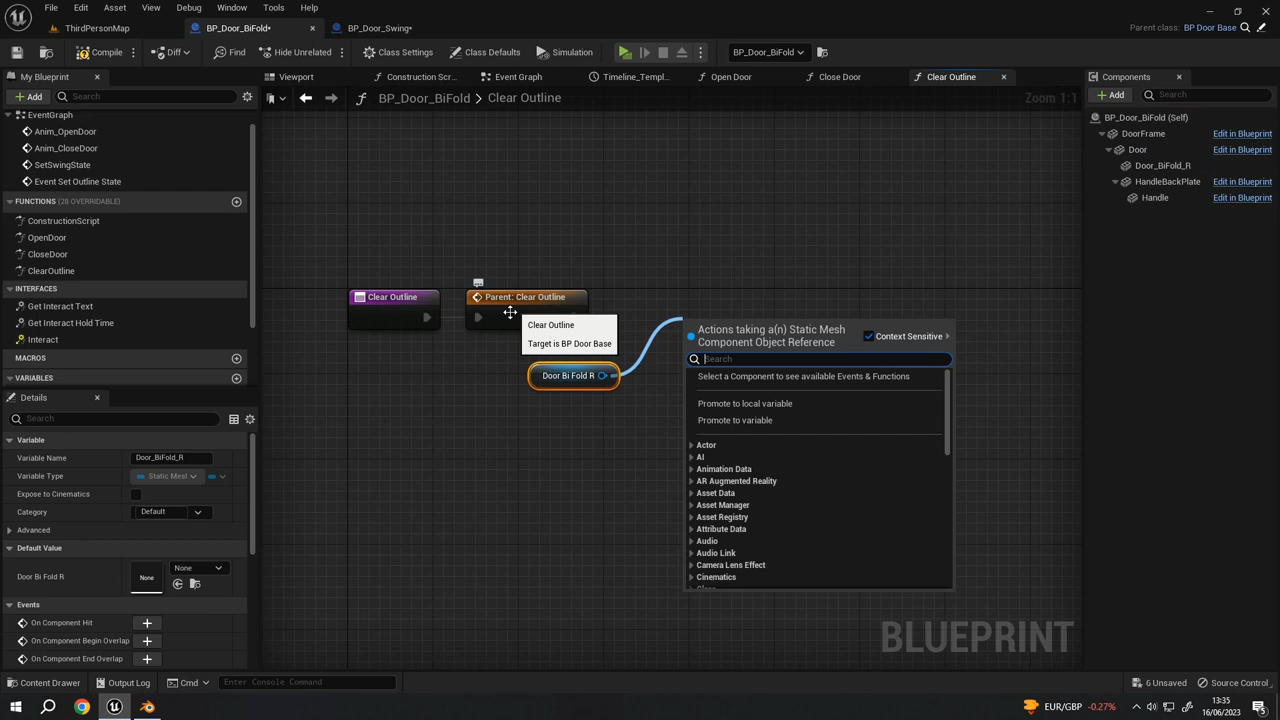 File Edit Asset View Debug Window Tools Help
ThirdPersonMap BP_Door_BiFold* BP_Door_Swing*
Parent class: BP Door Base
Compile Diff Find Hide Unrelated Class Settings Class Defaults Simulation BP_Door_BiFold
My Blueprint Viewport Construction Scr... Event Graph Timeline_Templ... Open Door Close Door Clear Outline Components
Add Search BP_Door_BiFold > Clear Outline Zoom 1:1 Add Search
EventGraph
Anim_OpenDoor
Anim_CloseDoor
SetSwingState
Event Set Outline State
FUNCTIONS (28 OVERRIDABLE)
ConstructionScript
OpenDoor
CloseDoor
ClearOutline
INTERFACES
Get Interact Text
Get Interact Hold Time
Interact
MACROS
VARIABLES
Details
Search
Variable
Variable Name Door_BiFold_R
Variable Type Static Mesl
Expose to Cinematics
Category Default
Advanced
Default Value
Door Bi Fold R None None
Events
On Component Hit
On Component Begin Overlap
On Component End Overlap
Clear Outline Parent: Clear Outline
Clear Outline
Target is BP Door Base
Door Bi Fold R
Actions taking a(n) Static Mesh
Component Object Reference
Context Sensitive
Search
Select a Component to see available Events & Functions
Promote to local variable
Promote to variable
Actor
AI
Animation Data
AR Augmented Reality
Asset Data
Asset Manager
Asset Registry
Attribute Data
Audio
Audio Link
Camera Lens Effect
Cinematics
BLUEPRINT
BP_Door_BiFold (Self)
DoorFrame Edit in Blueprint
Door Edit in Blueprint
Door_BiFold_R
HandleBackPlate Edit in Blueprint
Handle Edit in Blueprint
Content Drawer Output Log Cmd Enter Console Command 6 Unsaved Source Control
EUR/GBP -0.27% 13:35
16/06/2023